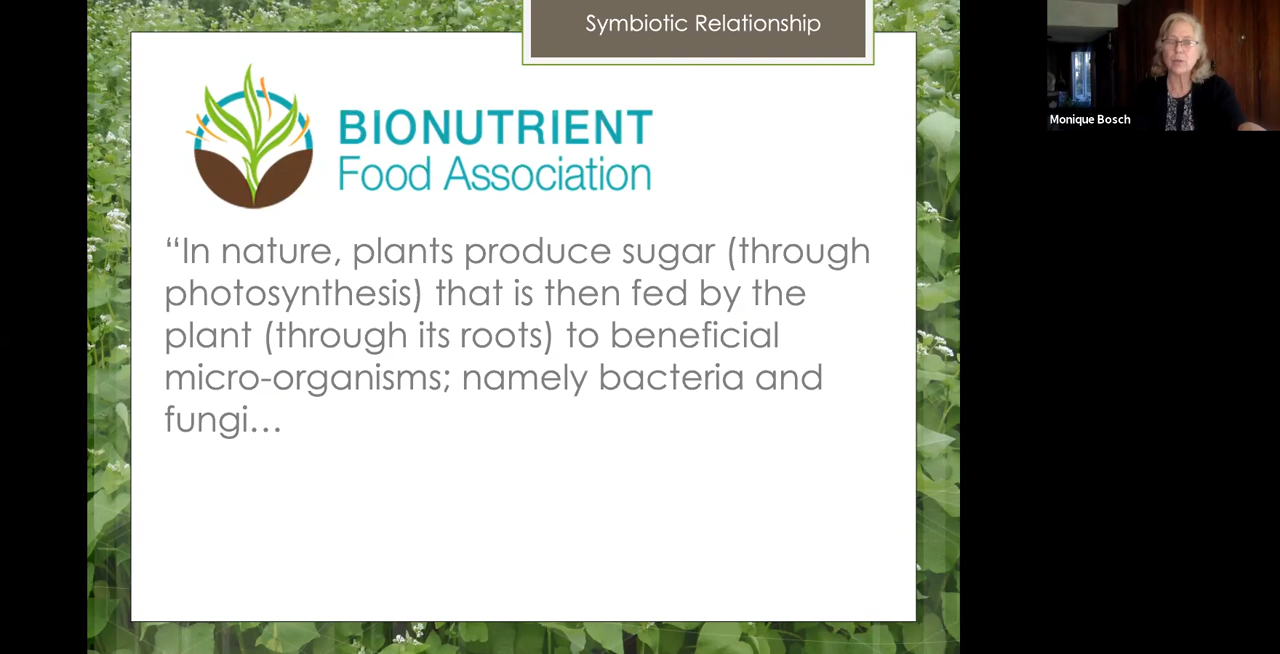 Symbiotic Relationship
BIONUTRIENT
Food Association
“In nature, plants produce sugar (through
photosynthesis) that is then fed by the
plant (through its roots) to beneficial
micro-organisms; namely bacteria and
fungi…
Monique Bosch